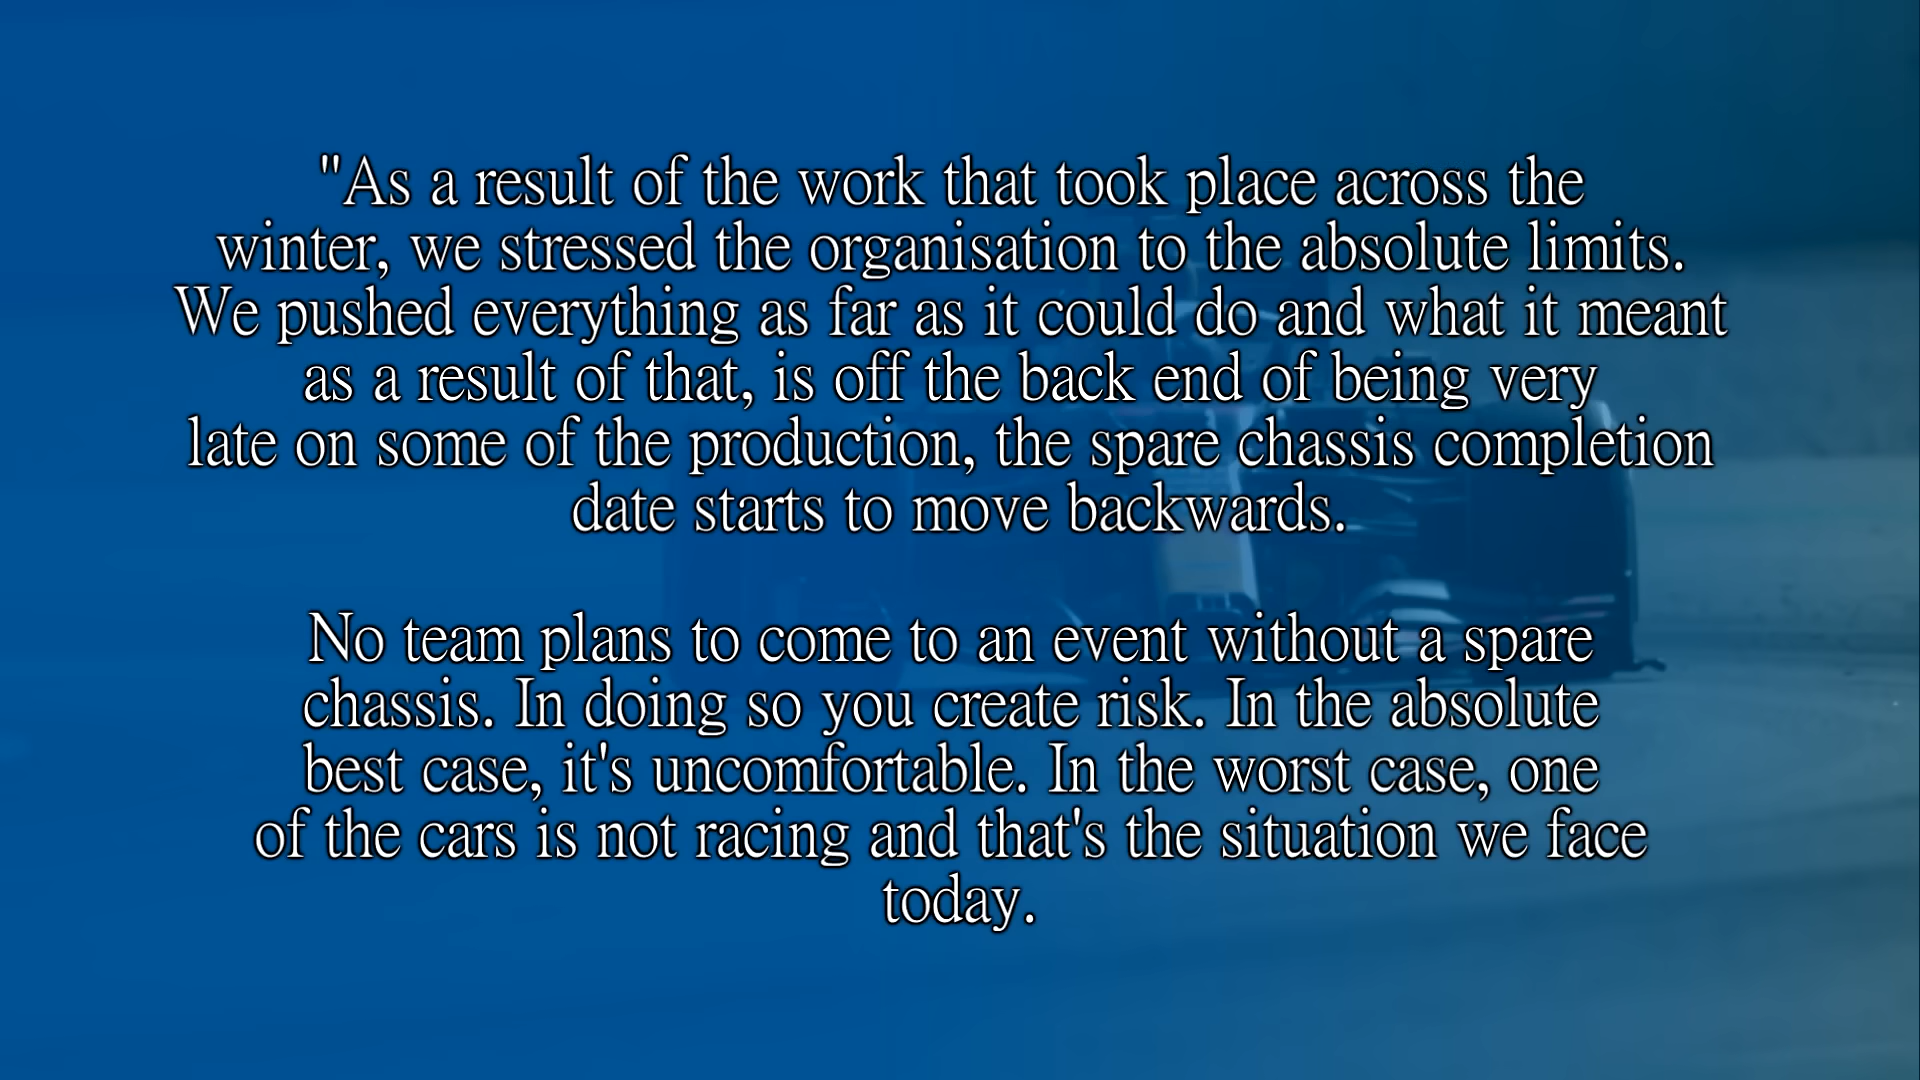 "As a result of the work that took place across the
winter, we stressed the organisation to the absolute limits.
We pushed everything as far as it could do and what it meant
as a result of that, is off the back end of being very
late on some of the production, the spare chassis completion
date starts to move backwards.
No team plans to come to an event without a spare
chassis. In doing so you create risk. In the absolute
best case, it's uncomfortable. In the worst case, one
of the cars is not racing and that's the situation we face
today.